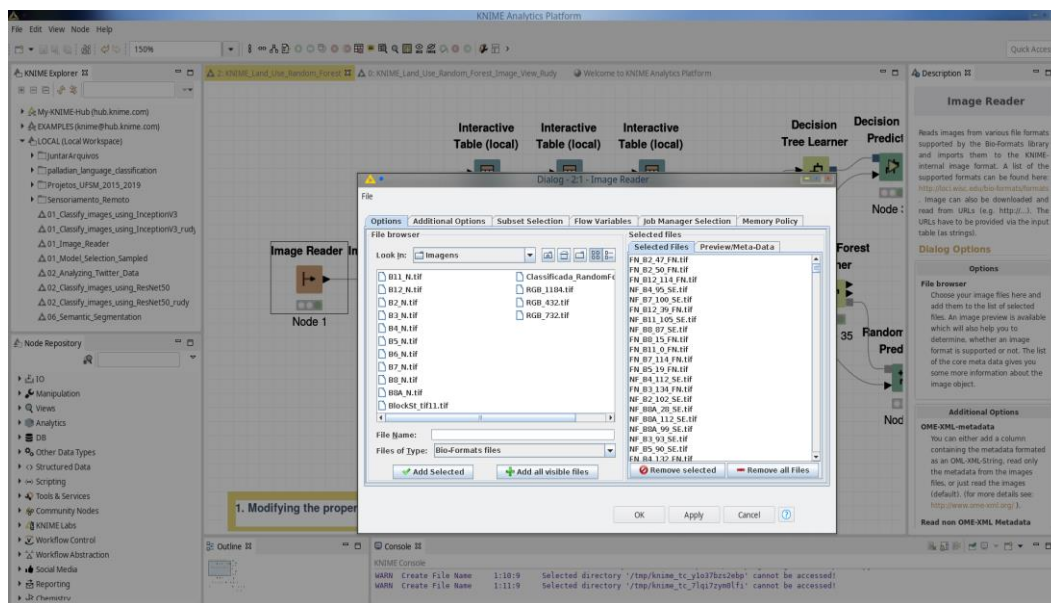 KNIME Analytics Platform
File Edit View Node Help
150%
Quick Access
KNIME Explorer
2: KNIME_Land_Use_Random_Forest
0: KNIME_Land_Use_Random_Forest_Image_View_Rudy
Welcome to KNIME Analytics Platform
Description
My-KNIME-Hub (hub.knime.com)
EXAMPLES (knime@hub.knime.com)
LOCAL (Local Workspace)
JuntarArquivos
palladian_language_classification
Projetos_UFSM_2015_2019
Sensoriamento_Remoto
01_Classify_images_using_InceptionV3
01_Classify_images_using_InceptionV3_rudy
01_Image_Reader
01_Model_Selection_Sampled
02_Analyzing_Twitter_Data
02_Classify_images_using_ResNet50
02_Classify_images_using_ResNet50_rudy
06_Semantic_Segmentation
Node Repository
IO
Manipulation
Views
Analytics
DB
Other Data Types
Structured Data
Scripting
Tools & Services
Community Nodes
KNIME Labs
Workflow Control
Workflow Abstraction
Social Media
Reporting
Chemistry
Interactive
Table (local)
Interactive
Table (local)
Interactive
Table (local)
Decision
Tree Learner
Decision
Predict
Node
Image Reader
In
Node 1
Forest
ner
35
Random
Pred
Nod
1. Modifying the proper
Dialog - 2:1 - Image Reader
File
Options Additional Options Subset Selection Flow Variables Job Manager Selection Memory Policy
File browser
Look In: Imagens
B11_N.tif
B12_N.tif
B2_N.tif
B3_N.tif
B4_N.tif
B5_N.tif
B6_N.tif
B7_N.tif
B8_N.tif
B8A_N.tif
BlockSt_tif11.tif
Classificada_RandomFo
RGB_1184.tif
RGB_432.tif
RGB_732.tif
File Name:
Files of Type: Bio-Formats files
Add Selected
Add all visible files
Selected files
Selected Files Preview/Meta-Data
FN_B2_47_FN.tif
FN_B2_50_FN.tif
FN_B12_114_FN.tif
NF_B4_95_SE.tif
NF_B7_100_SE.tif
FN_B12_39_FN.tif
NF_B11_105_SE.tif
NF_B8_87_SE.tif
FN_B8_15_FN.tif
FN_B11_0_FN.tif
FN_B7_114_FN.tif
FN_B5_19_FN.tif
NF_B4_112_SE.tif
FN_B3_134_FN.tif
NF_B2_102_SE.tif
NF_B8A_28_SE.tif
NF_B8A_112_SE.tif
NF_B8A_99_SE.tif
NF_B3_93_SE.tif
NF_B5_90_SE.tif
FN_B4_132_FN.tif
Remove selected
Remove all Files
OK Apply Cancel
Image Reader
Reads images from various file formats
supported by the Bio-Formats library
and imports them to the KNIME-
internal image format. A list of the
supported formats can be found here:
http://loci.wisc.edu/bio-formats/formats
. Image can also be downloaded and
read from URLs (e.g. http://...). The
URLs have to be provided via the input
table (as strings).
Dialog Options
Options
File browser
Choose your image files here and
add them to the list of selected
files. An image preview is available
which will also help you to
determine, whether an image
format is supported or not. The list
of the core meta data gives you
some more information about the
image object.
Additional Options
OME-XML-metadata
You can either add a column
containing the metadata formated
as an OML-XML-String, read only
the metadata from the images
files, or just read the images
(default). (for more details see:
http://www.ome-xml.org/ ).
Read non OME-XML Metadata
Outline
Console
KNIME Console
WARN Create File Name 1:10:9 Selected directory '/tmp/knime_tc_ylo37bzs2ebp' cannot be accessed!
WARN Create File Name 1:11:9 Selected directory '/tmp/knime_tc_7lqi7zym0lfi' cannot be accessed!